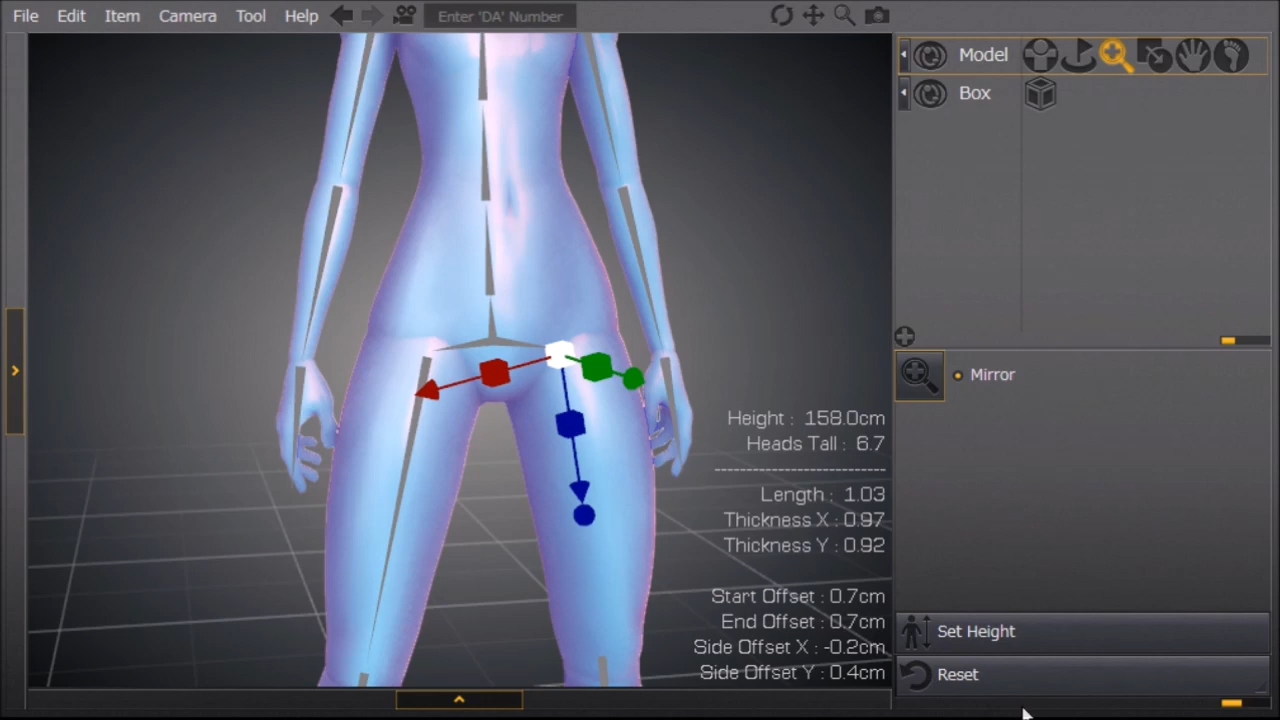 File Edit Item Camera Tool Help Enter 'DA' Number
Model
Box
Mirror
Height : 158.0cm
Heads Tall : 6.7
--------------------------
Length : 1.03
Thickness X : 0.97
Thickness Y : 0.92
Start Offset : 0.7cm
End Offset : 0.7cm
Side Offset X : -0.2cm
Side Offset Y : 0.4cm
Set Height
Reset